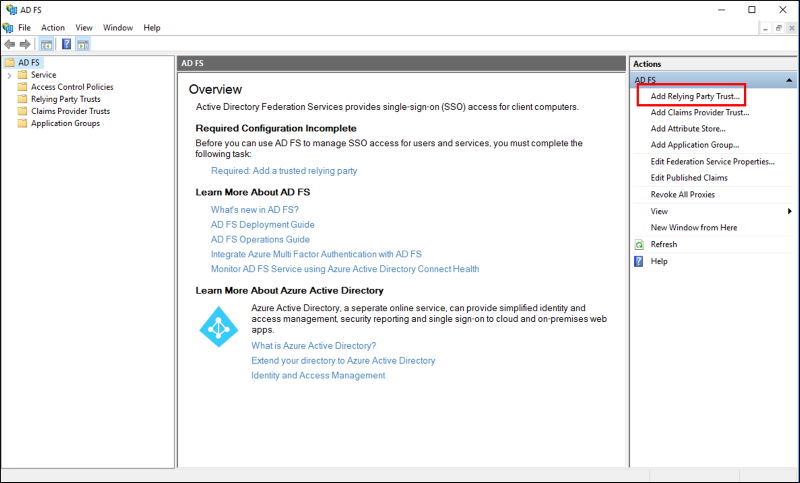 AD FS
File Action View Window Help
AD FS
Service
Access Control Policies
Relying Party Trusts
Claims Provider Trusts
Application Groups
AD FS
Overview
Active Directory Federation Services provides single-sign-on (SSO) access for client computers.
Required Configuration Incomplete
Before you can use AD FS to manage SSO access for users and services, you must complete the
following task:
Required: Add a trusted relying party
Learn More About AD FS
What's new in AD FS?
AD FS Deployment Guide
AD FS Operations Guide
Integrate Azure Multi Factor Authentication with AD FS
Monitor AD FS Service using Azure Active Directory Connect Health
Learn More About Azure Active Directory
Azure Active Directory, a seperate online service, can provide simplified identity and
access management, security reporting and single sign-on to cloud and on-premises web
apps.
What is Azure Active Directory?
Extend your directory to Azure Active Directory
Identity and Access Management
Actions
AD FS
Add Relying Party Trust...
Add Claims Provider Trust...
Add Attribute Store...
Add Application Group...
Edit Federation Service Properties...
Edit Published Claims
Revoke All Proxies
View
New Window from Here
Refresh
Help